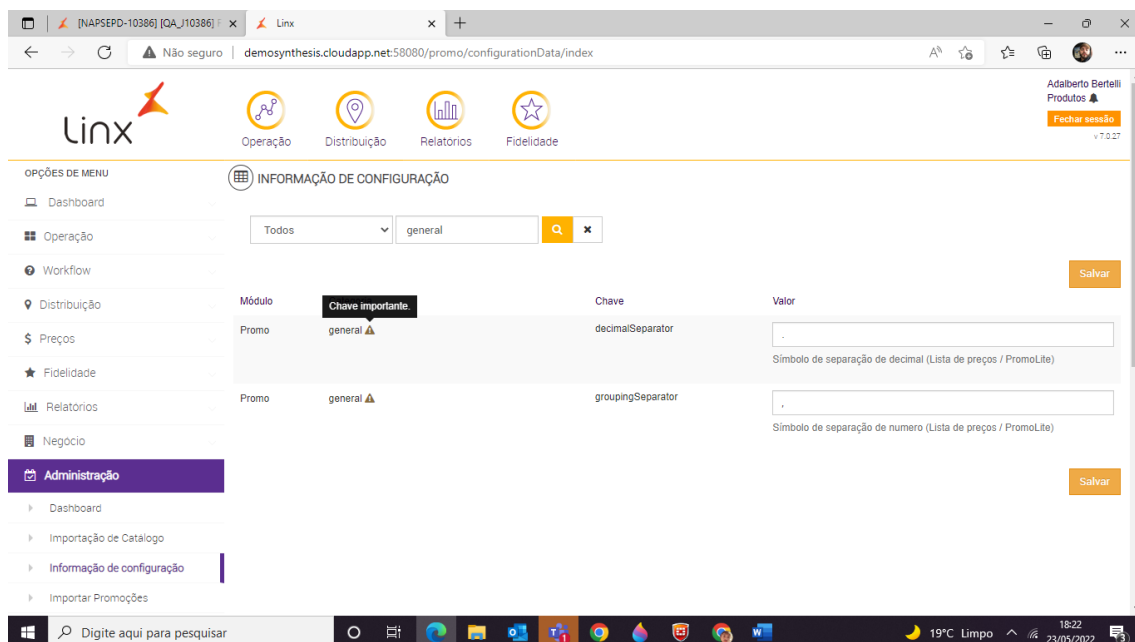 [NAPSEPD-10386] [QA_J10386] F
Linx
Não seguro
demosynthesis.cloudapp.net:58080/promo/configurationData/index
Linx
Operação
Distribuição
Relatórios
Fidelidade
Adalberto Bertelli
Produtos
Fechar sessão
v 7.0.27
OPÇÕES DE MENU
Dashboard
Operação
Workflow
Distribuição
Preços
Fidelidade
Relatórios
Negócio
Administração
Dashboard
Importação de Catálogo
Informação de configuração
Importar Promoções
INFORMAÇÃO DE CONFIGURAÇÃO
Todos
general
Salvar
Módulo
Chave importante.
Chave
Valor
Promo
general
decimalSeparator
.
Símbolo de separação de decimal (Lista de preços / PromoLite)
Promo
general
groupingSeparator
,
Símbolo de separação de numero (Lista de preços / PromoLite)
Salvar
Digite aqui para pesquisar
19°C Limpo
18:22
23/05/2022